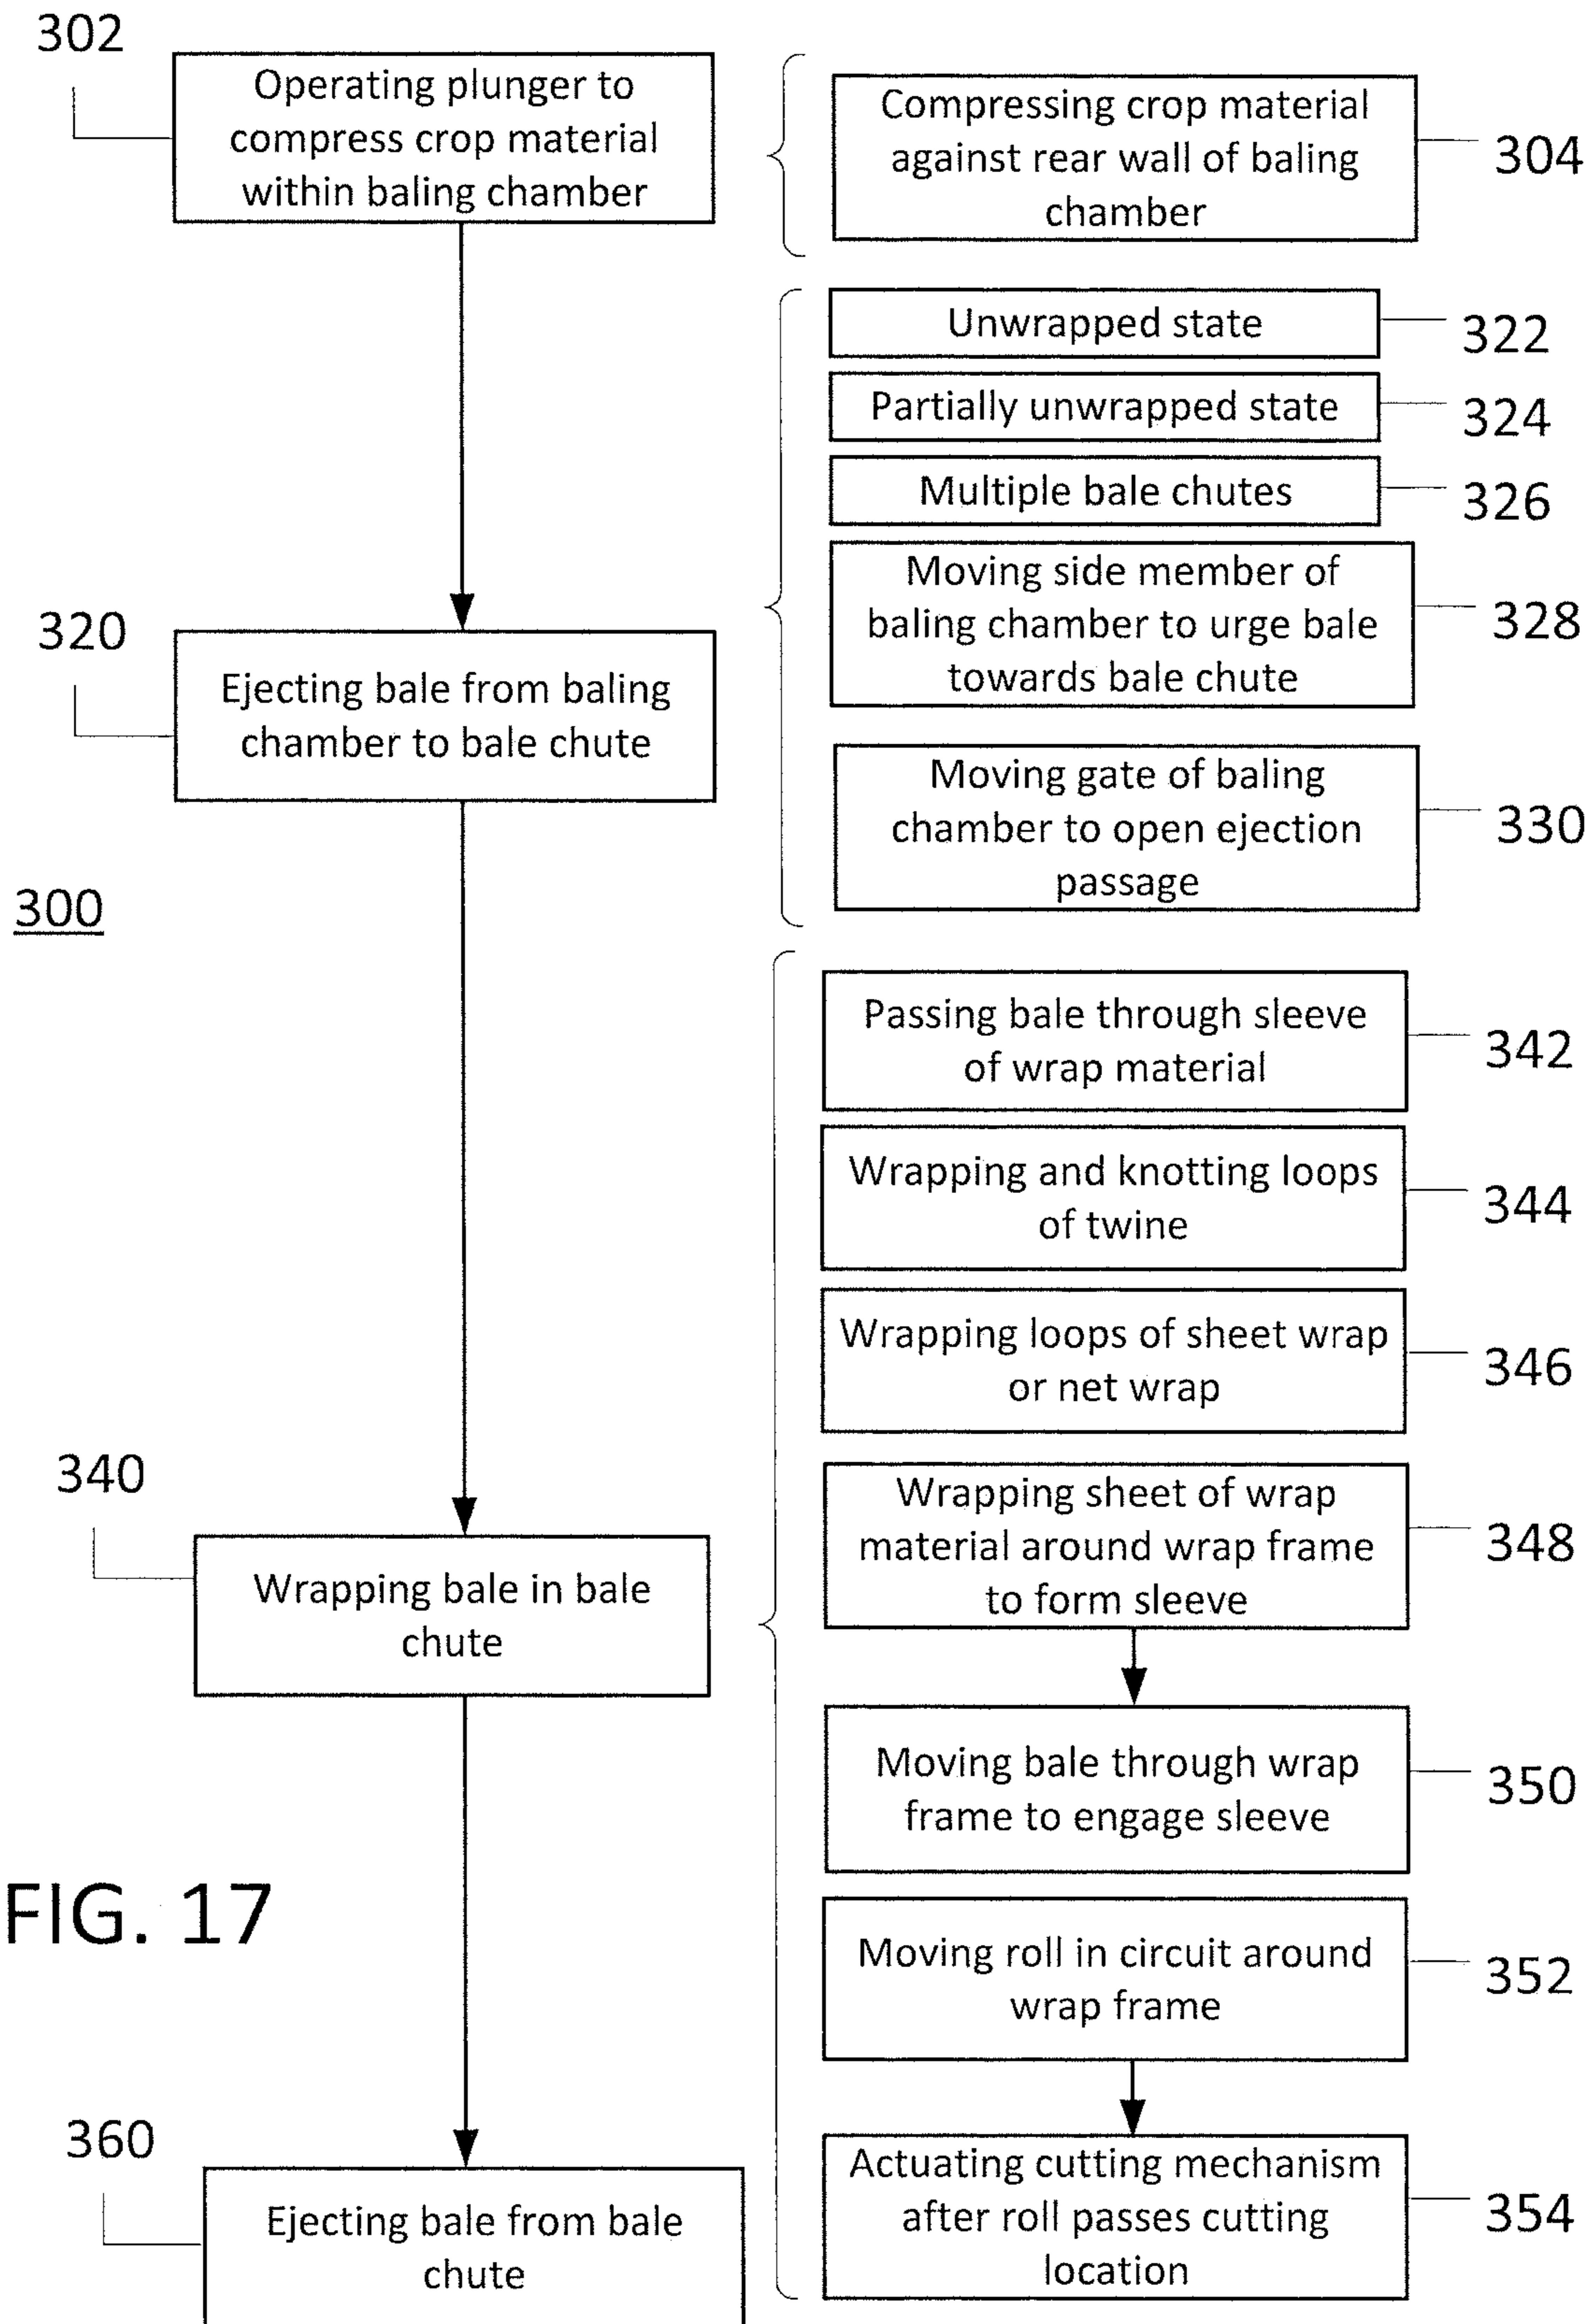 302
Operating plunger to
compress crop material
within baling chamber
Compressing crop material
against rear wall of baling
chamber
304
Unwrapped state
322
Partially unwrapped state
324
Multiple bale chutes
326
Moving side member of
baling chamber to urge bale
towards bale chute
328
320
Ejecting bale from baling
chamber to bale chute
Moving gate of baling
chamber to open ejection
passage
330
300
Passing bale through sleeve
of wrap material
342
Wrapping and knotting loops
of twine
344
Wrapping loops of sheet wrap
or net wrap
346
340
Wrapping bale in bale
chute
Wrapping sheet of wrap
material around wrap frame
to form sleeve
348
Moving bale through wrap
frame to engage sleeve
350
FIG. 17
Moving roll in circuit around
wrap frame
352
360
Ejecting bale from bale
chute
Actuating cutting mechanism
after roll passes cutting
location
354